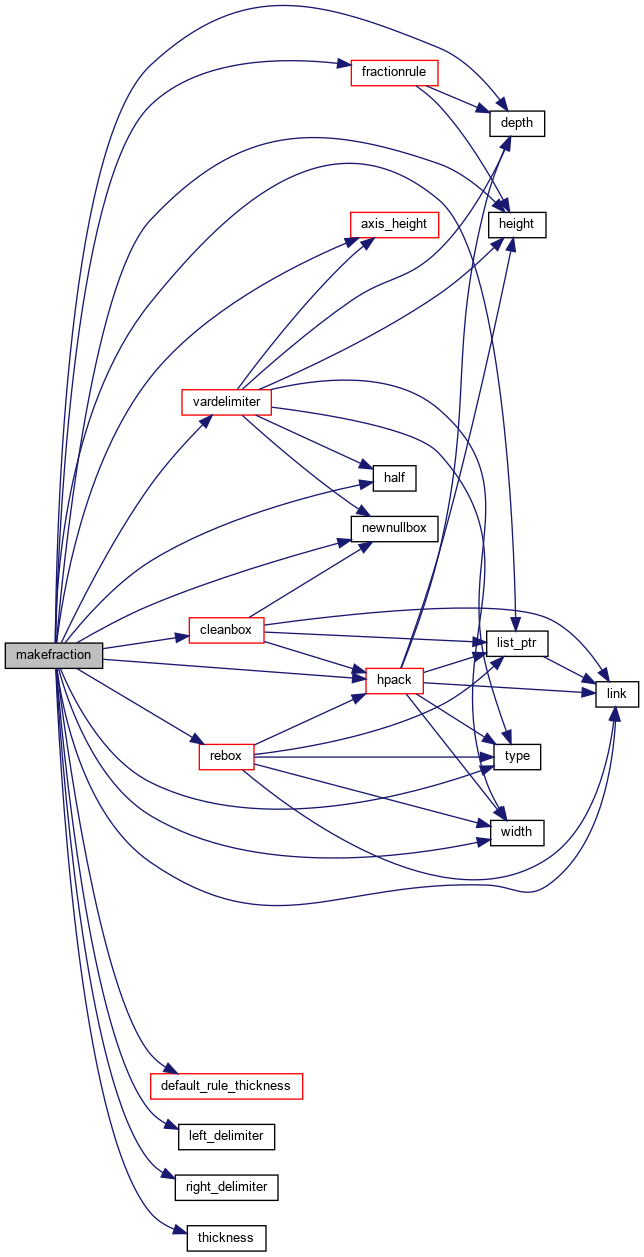 fractionrule
depth
axis_height
height
vardelimiter
half
newnullbox
cleanbox
list_ptr
makefraction
hpack
link
rebox
type
width
default_rule_thickness
left_delimiter
right_delimiter
thickness